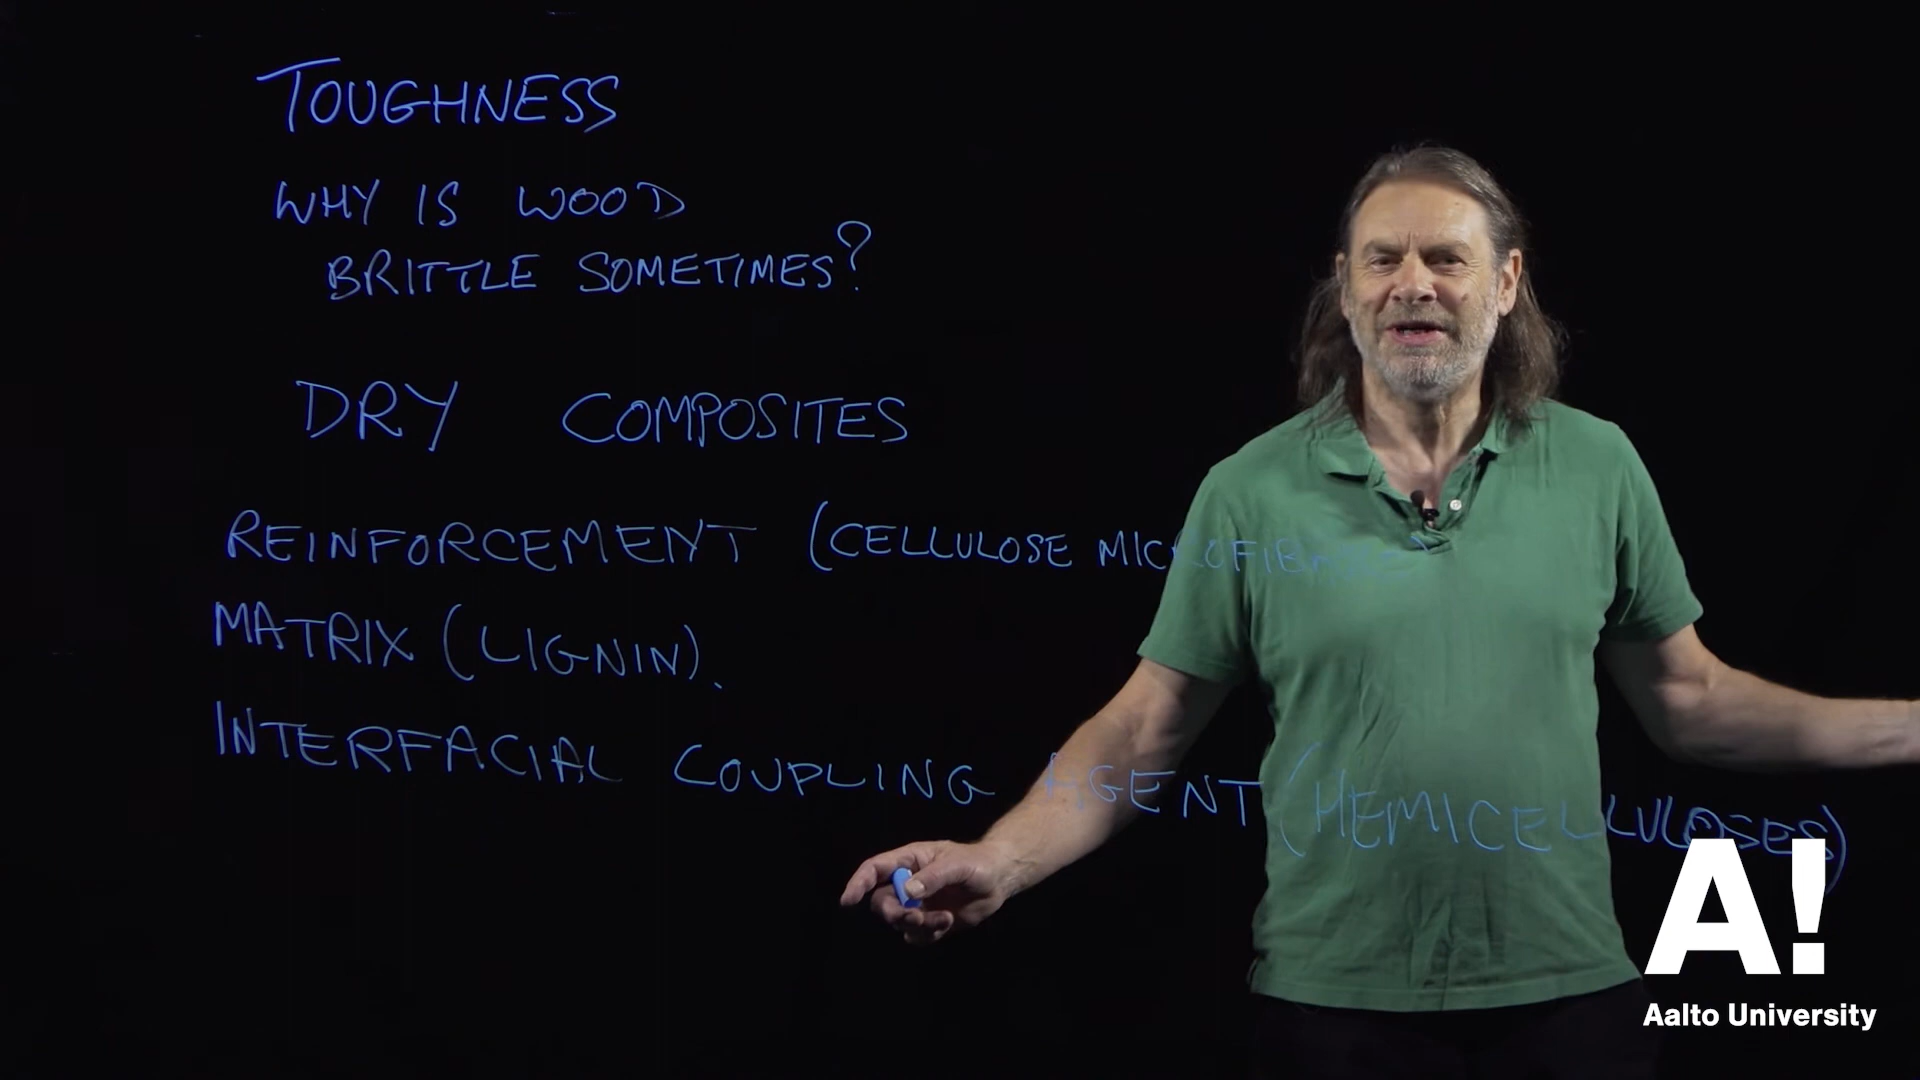 TOUGHNESS
WHY IS WOOD
BRITTLE SOMETIMES?
DRY COMPOSITES
REINFORCEMENT (CELLULOSE
MATRIX (LIGNIN).
INTERFACIAL COUPLING AGENT (HEMICELLULOSES)
A!
Aalto University